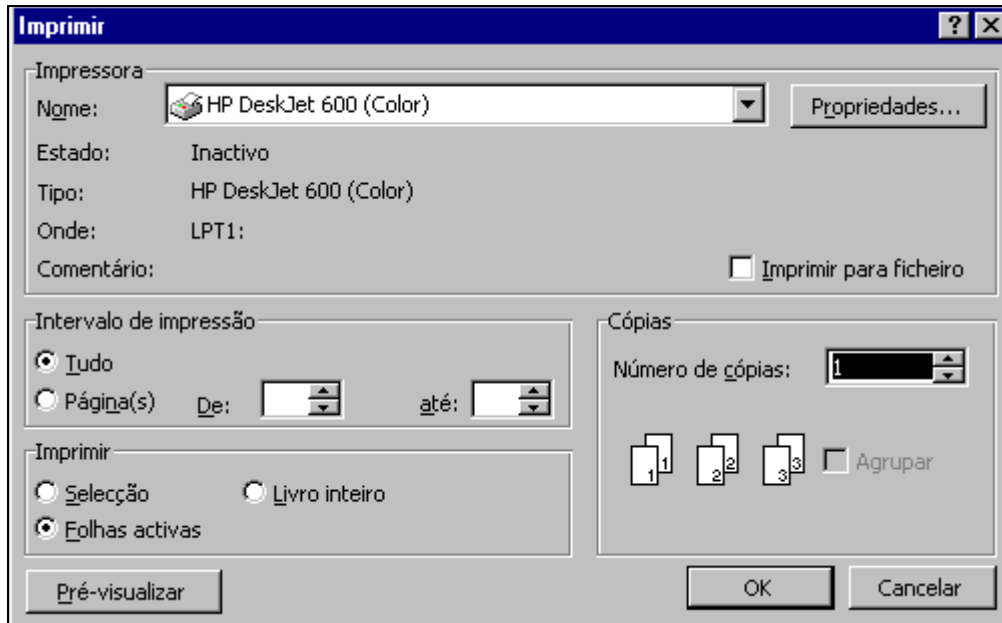 Imprimir
Impressora
Nome: HP DeskJet 600 (Color) Propriedades...
Estado: Inactivo
Tipo: HP DeskJet 600 (Color)
Onde: LPT1:
Comentário: Imprimir para ficheiro
Intervalo de impressão
Tudo
Página(s) De: até:
Imprimir
Selecção Livro inteiro
Folhas activas
Cópias
Número de cópias: 1
1 1 2 2 3 3 Agrupar
Pré-visualizar OK Cancelar